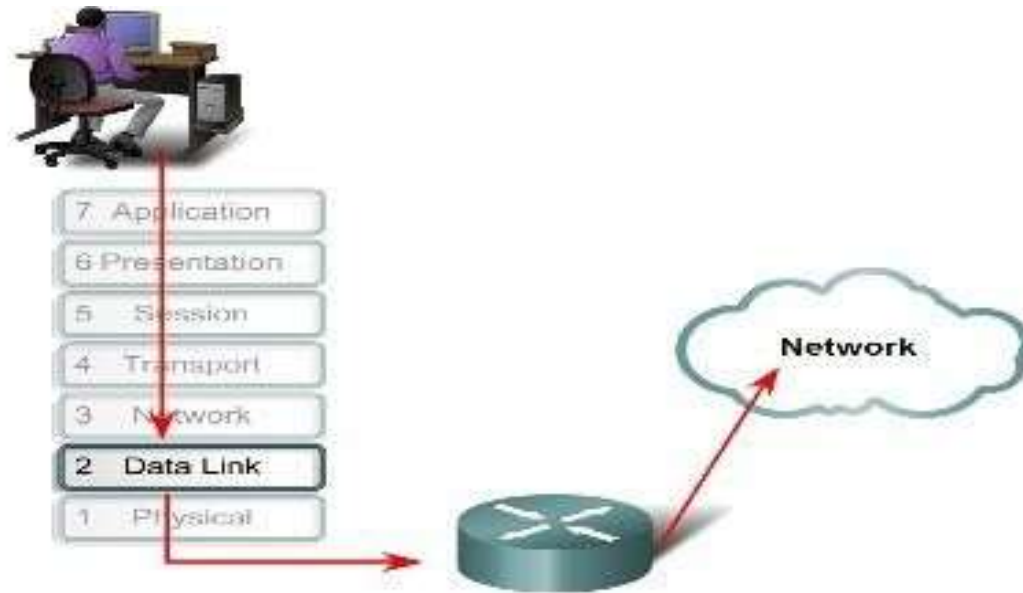 7 Application
6 Presentation
5 Session
4 Transport
3 Network
2 Data Link
1 Physical
Network